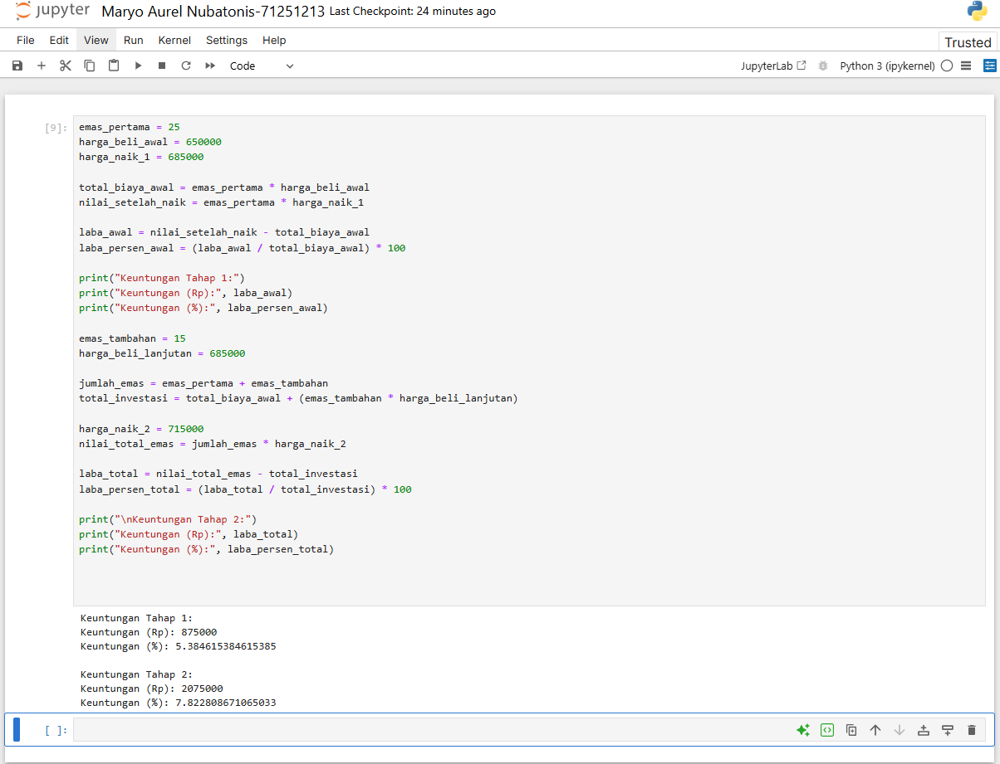 jupyter Maryo Aurel Nubatonis-71251213 Last Checkpoint: 24 minutes ago
File Edit View Run Kernel Settings Help
Trusted
Code
JupyterLab Python 3 (ipykernel)
[9]:
emas_pertama = 25
harga_beli_awal = 650000
harga_naik_1 = 685000
total_biaya_awal = emas_pertama * harga_beli_awal
nilai_setelah_naik = emas_pertama * harga_naik_1
laba_awal = nilai_setelah_naik - total_biaya_awal
laba_persen_awal = (laba_awal / total_biaya_awal) * 100
print("Keuntungan Tahap 1:")
print("Keuntungan (Rp):", laba_awal)
print("Keuntungan (%):", laba_persen_awal)
emas_tambahan = 15
harga_beli_lanjutan = 685000
jumlah_emas = emas_pertama + emas_tambahan
total_investasi = total_biaya_awal + (emas_tambahan * harga_beli_lanjutan)
harga_naik_2 = 715000
nilai_total_emas = jumlah_emas * harga_naik_2
laba_total = nilai_total_emas - total_investasi
laba_persen_total = (laba_total / total_investasi) * 100
print("\nKeuntungan Tahap 2:")
print("Keuntungan (Rp):", laba_total)
print("Keuntungan (%):", laba_persen_total)
Keuntungan Tahap 1:
Keuntungan (Rp): 875000
Keuntungan (%): 5.384615384615385
Keuntungan Tahap 2:
Keuntungan (Rp): 2075000
Keuntungan (%): 7.822808671065033
[ ]: